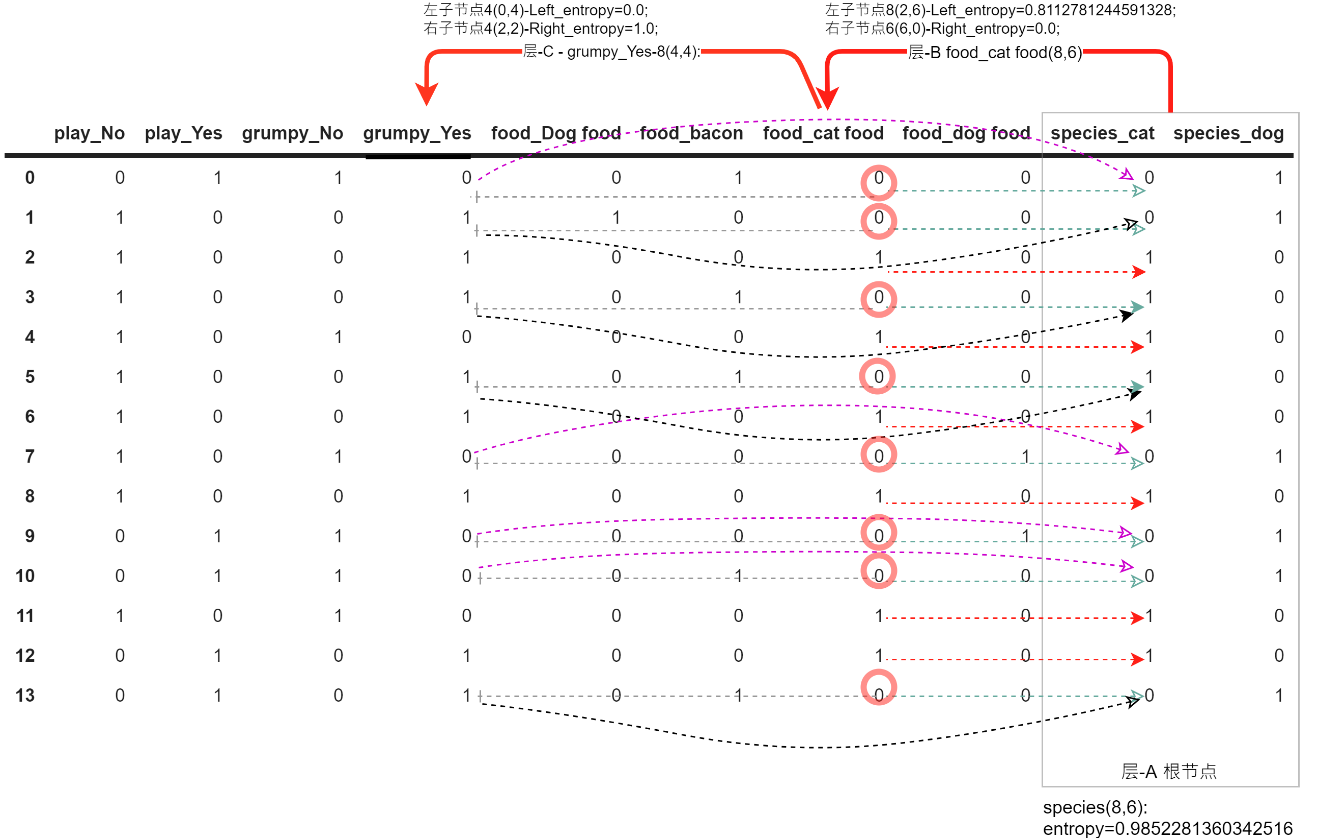 左子节点4(0,4)-Left_entropy=0.0;
右子节点4(2,2)-Right_entropy=1.0;
层-C - grumpy_Yes-8(4,4):
左子节点8(2,6)-Left_entropy=0.8112781244591328;
右子节点6(6,0)-Right_entropy=0.0;
层-B food_cat food(8,6)
play_No play_Yes grumpy_No grumpy_Yes food_Dog food food_bacon food_cat food food_dog food species_cat species_dog
0 0 1 1 0 0 1 0 0 0 1
1 1 0 0 1 1 0 0 0 0 1
2 1 0 0 1 0 0 1 0 1 0
3 1 0 0 1 0 1 0 0 1 0
4 1 0 1 0 0 0 1 0 1 0
5 1 0 0 1 0 1 0 0 1 0
6 1 0 0 1 0 0 1 0 1 0
7 1 0 1 0 0 0 0 1 0 1
8 1 0 0 1 0 0 1 0 1 0
9 0 1 1 0 0 0 0 1 0 1
10 0 1 1 0 0 1 0 0 0 1
11 1 0 1 0 0 0 1 0 1 0
12 0 1 0 1 0 0 1 0 1 0
13 0 1 0 1 0 1 0 0 0 1
层-A 根节点
species(8,6):
entropy=0.9852281360342516